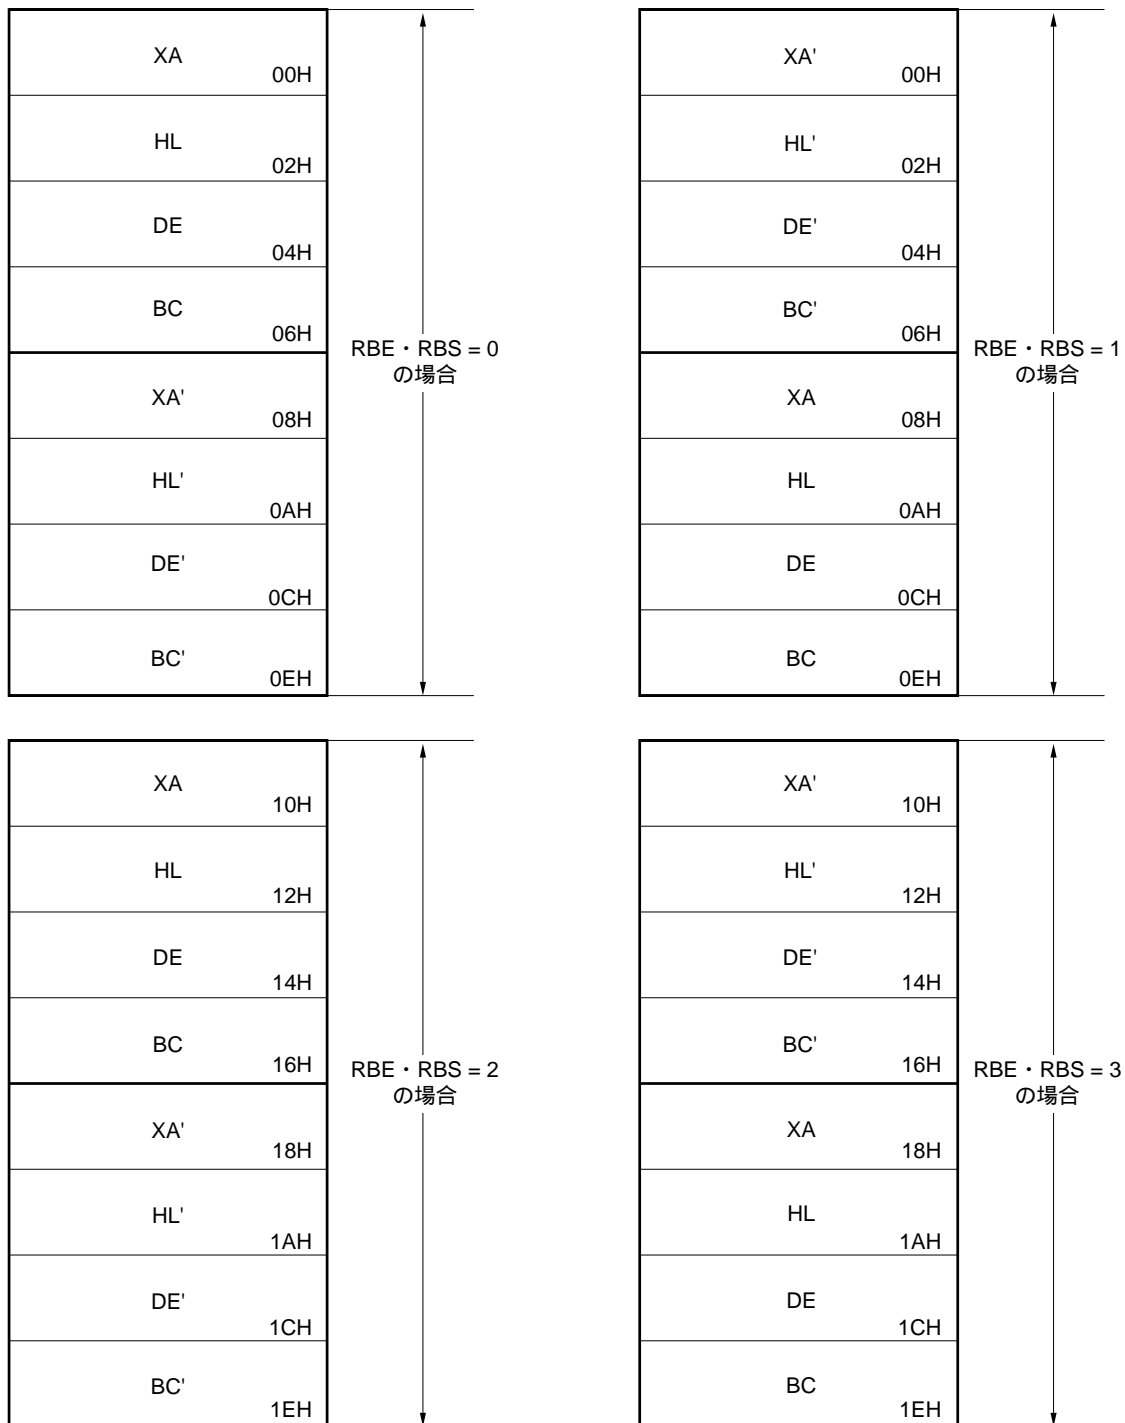 XA
00H
HL
02H
DE
04H
BC
06H
XA'
08H
HL'
0AH
DE'
0CH
BC'
0EH
RBE・RBS = 0
の場合
XA'
00H
HL'
02H
DE'
04H
BC'
06H
XA
08H
HL
0AH
DE
0CH
BC
0EH
RBE・RBS = 1
の場合
XA
10H
HL
12H
DE
14H
BC
16H
XA'
18H
HL'
1AH
DE'
1CH
BC'
1EH
RBE・RBS = 2
の場合
XA'
10H
HL'
12H
DE'
14H
BC'
16H
XA
18H
HL
1AH
DE
1CH
BC
1EH
RBE・RBS = 3
の場合